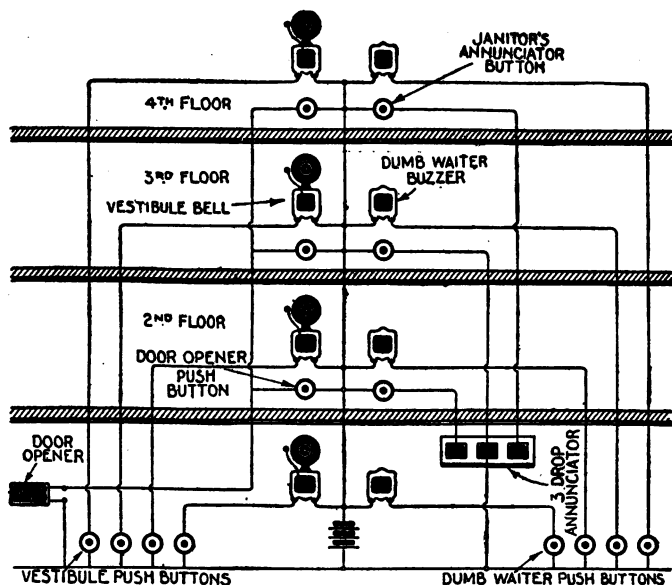 JANITOR'S
ANNUNCIATOR
BUTTON
4TH FLOOR
3RD FLOOR
DUMB WAITER
BUZZER
VESTIBULE BELL
2ND FLOOR
DOOR OPENER
PUSH
BUTTON
DOOR
OPENER
3 DROP
ANNUNCIATOR
VESTIBULE PUSH BUTTONS
DUMB WAITER PUSH BUTTONS